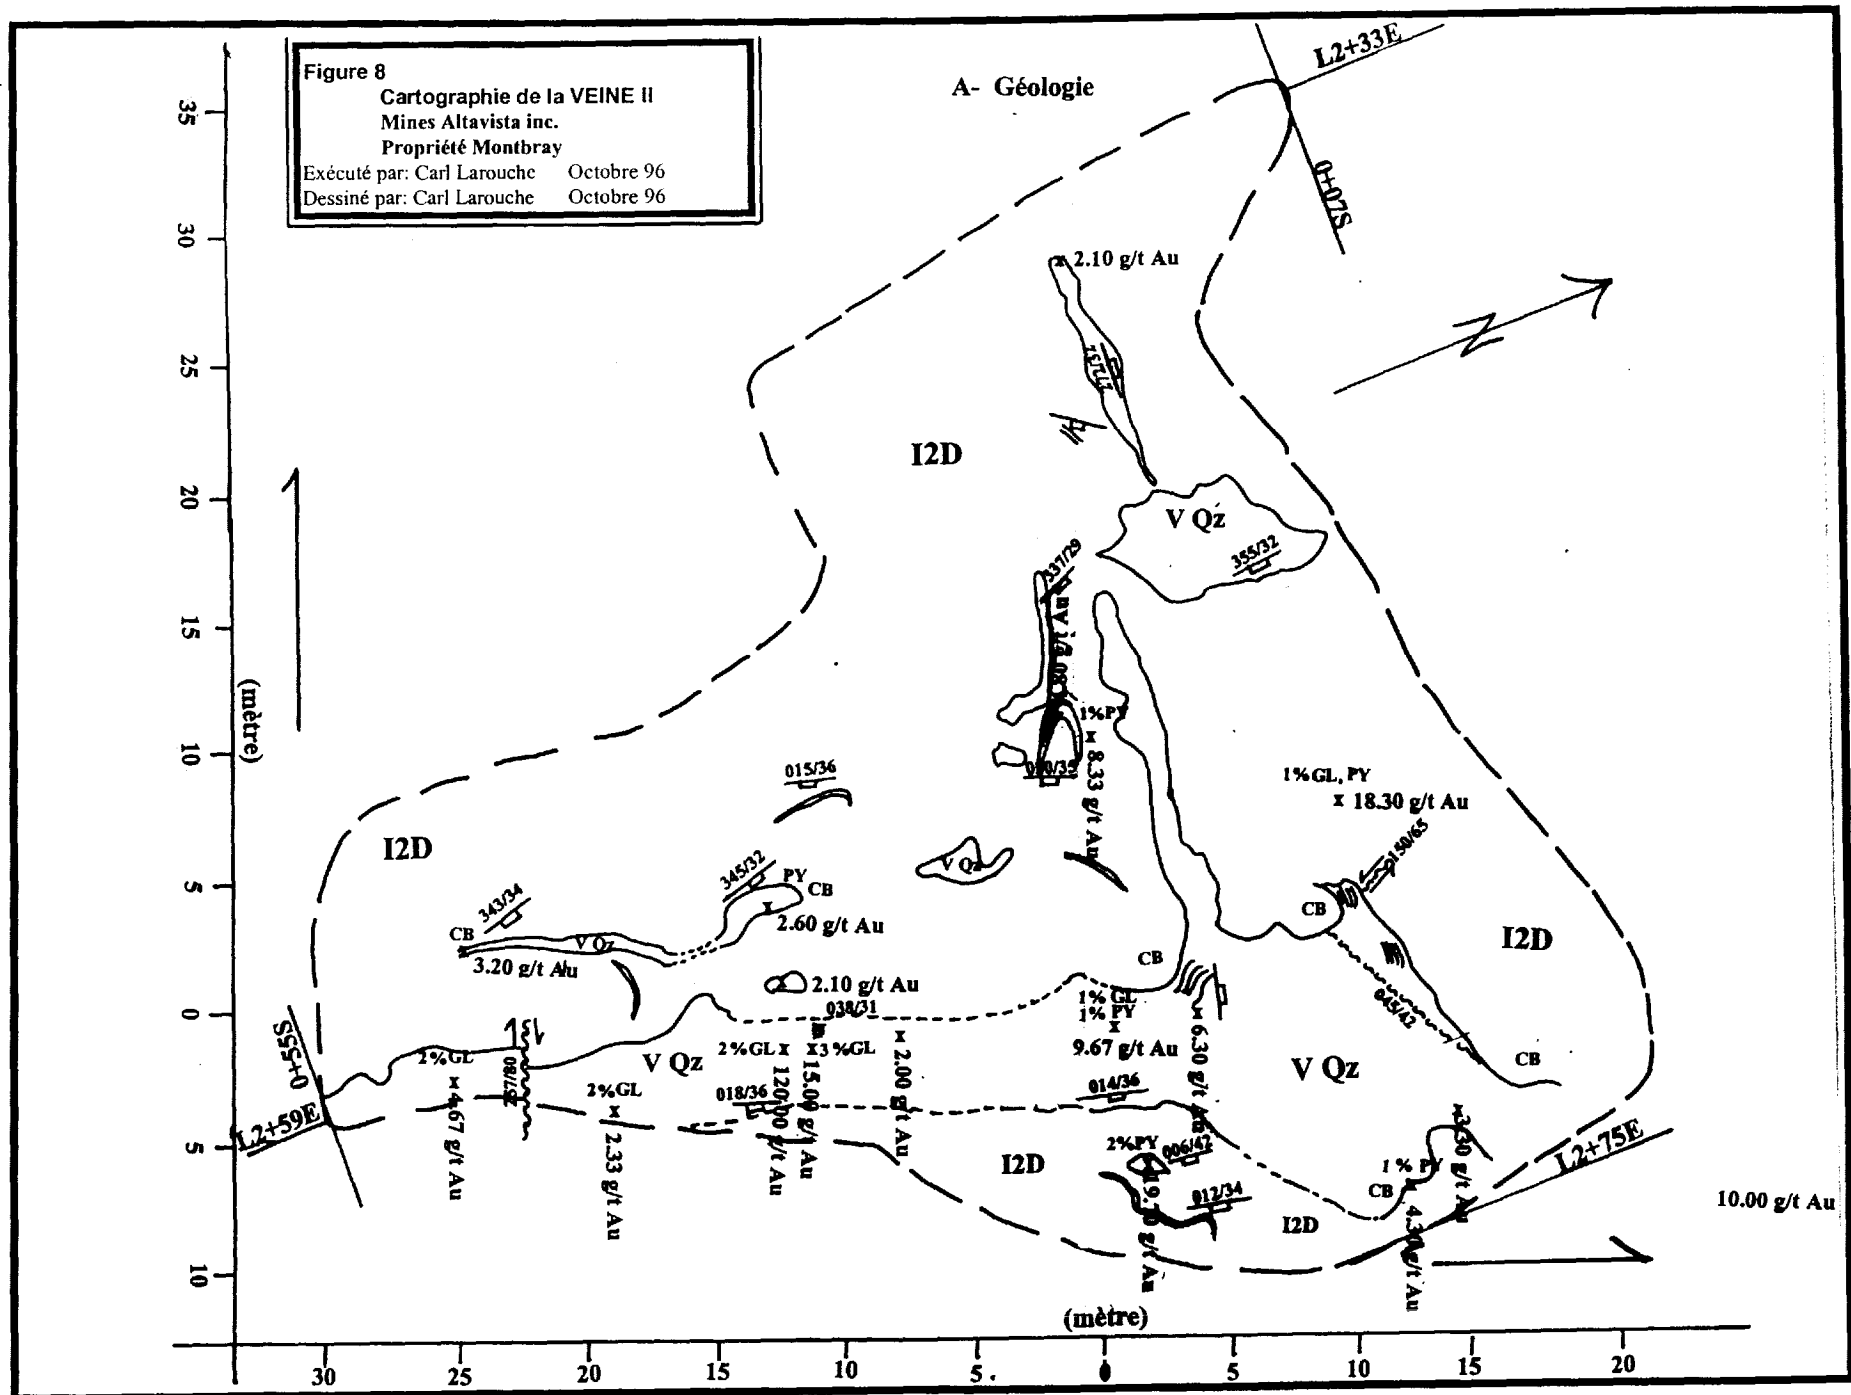 Figure 8
Cartographie de la VEINE II
Mines Altavista inc.
Propriété Montbray
Exécuté par: Carl Larouche Octobre 96
Dessiné par: Carl Larouche Octobre 96
A- Géologie
L2+33E
0+07S
35
30
25
20
15
10
5
0
5
10
(mètre)
2.10 g/t Au
N
I2D
V Qz
355/32
337/29
1%PY
8.33 g/t Au
015/36
1%GL, PY
18.30 g/t Au
150/65
I2D
345/32
PY
CB
V Qz
CB
343/34
2.60 g/t Au
CB
V Qz
3.20 g/t Au
I2D
CB
2.10 g/t Au
038/31
045/42
1% GL
1% PY
9.67 g/t Au
6.30 g/t Au
0+55S
2%GL
V Qz
2%GL
3 %GL
2.00 g/t Au
V Qz
CB
257/80
2%GL
018/36
014/36
L2+59E
4.67 g/t Au
2.33 g/t Au
120.00 g/t Au
15.00 g/t Au
I2D
2%PY
006/42
012/34
I2D
1 % PY
CB
3.30 g/t Au
L2+75E
10.00 g/t Au
(mètre)
30
25
20
15
10
5
0
5
10
15
20